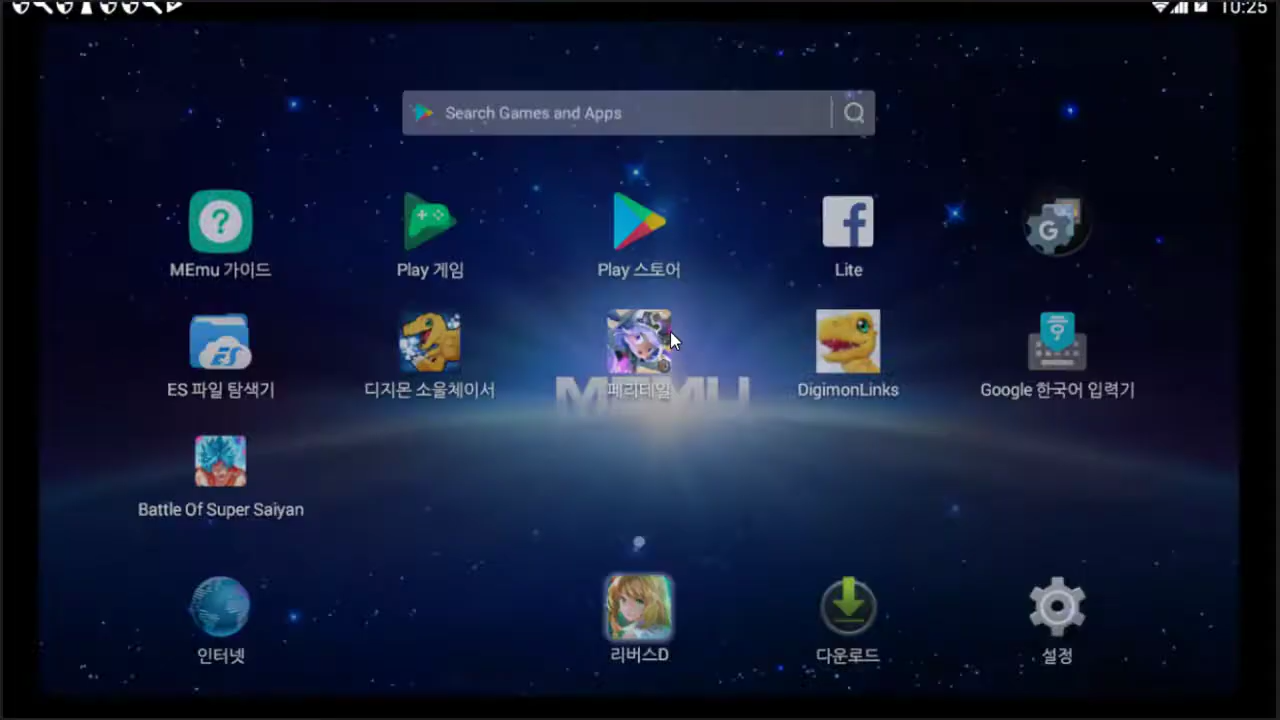 10:25
Search Games and Apps
MEmu 가이드
Play 게임
Play 스토어
Lite
ES 파일 탐색기
디지몬 소울체이서
페리테일
DigimonLinks
Google 한국어 입력기
MEMU
Battle Of Super Saiyan
인터넷
리버스D
다운로드
설정